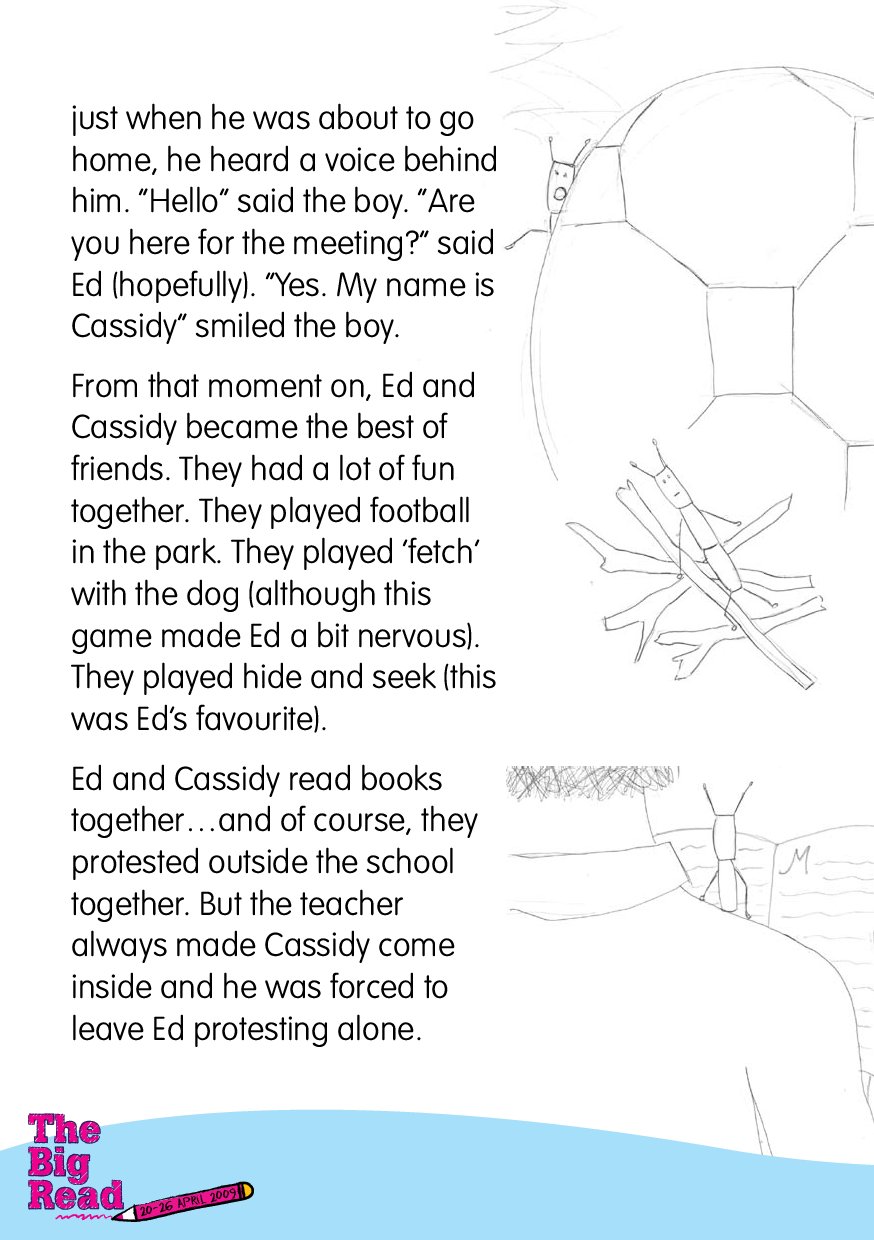 just when he was about to go
home, he heard a voice behind
him. “Hello” said the boy. “Are
you here for the meeting?” said
Ed (hopefully). “Yes. My name is
Cassidy” smiled the boy.
From that moment on, Ed and
Cassidy became the best of
friends. They had a lot of fun
together. They played football
in the park. They played ‘fetch’
with the dog (although this
game made Ed a bit nervous).
They played hide and seek (this
was Ed’s favourite).
Ed and Cassidy read books
together…and of course, they
protested outside the school
together. But the teacher
always made Cassidy come
inside and he was forced to
leave Ed protesting alone.
M
The
Big
Read
20-26 APRIL 2009